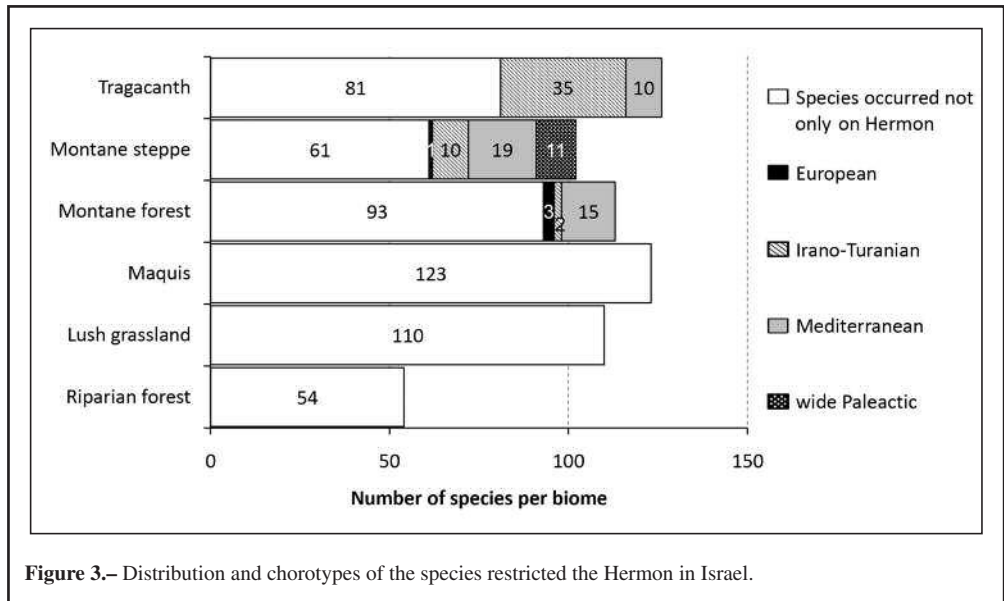 Tragacanth
81
35
10
Montane steppe
61
1
10
19
11
Montane forest
93
3
2
15
Maquis
123
Lush grassland
110
Riparian forest
54
0
50
100
150
Number of species per biome
Species occurred not
only on Hermon
European
Irano-Turanian
Mediterranean
wide Paleactic
Figure 3.– Distribution and chorotypes of the species restricted the Hermon in Israel.